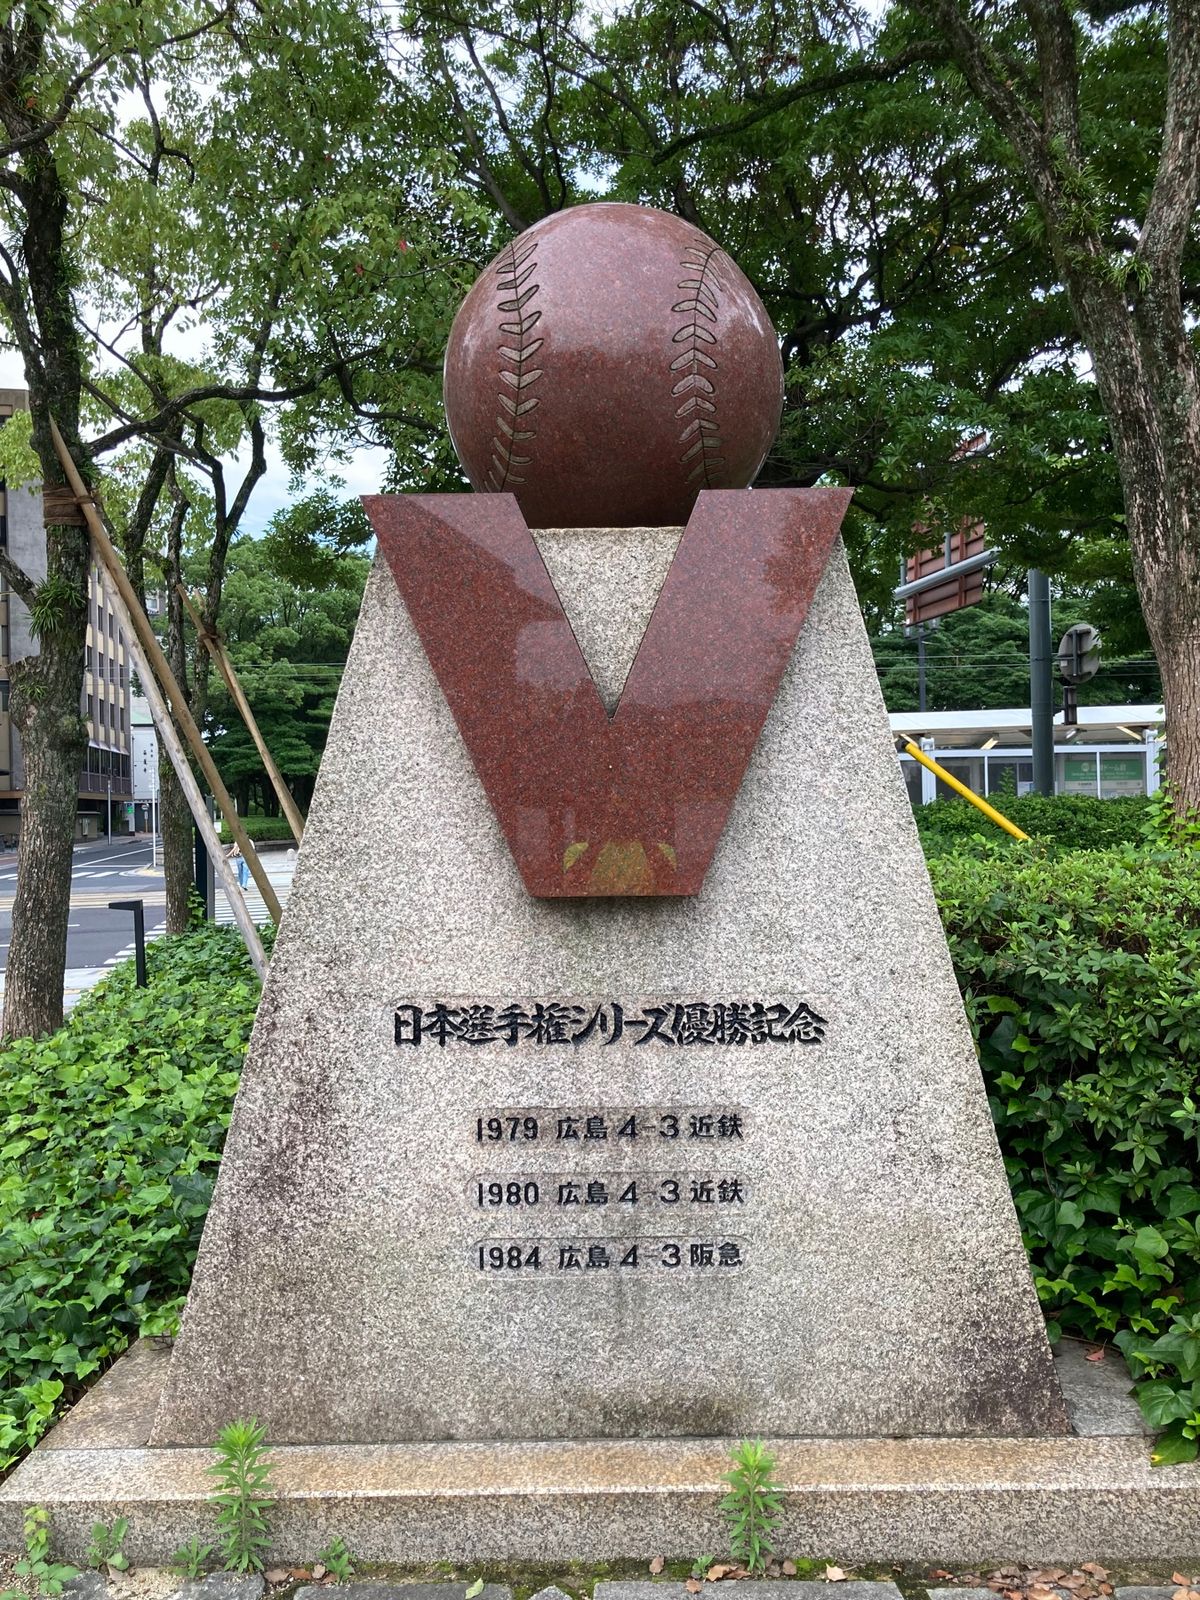 日本選手権シリーズ優勝記念
1979 広島 4-3 近鉄
1980 広島 4-3 近鉄
1984 広島 4-3 阪急